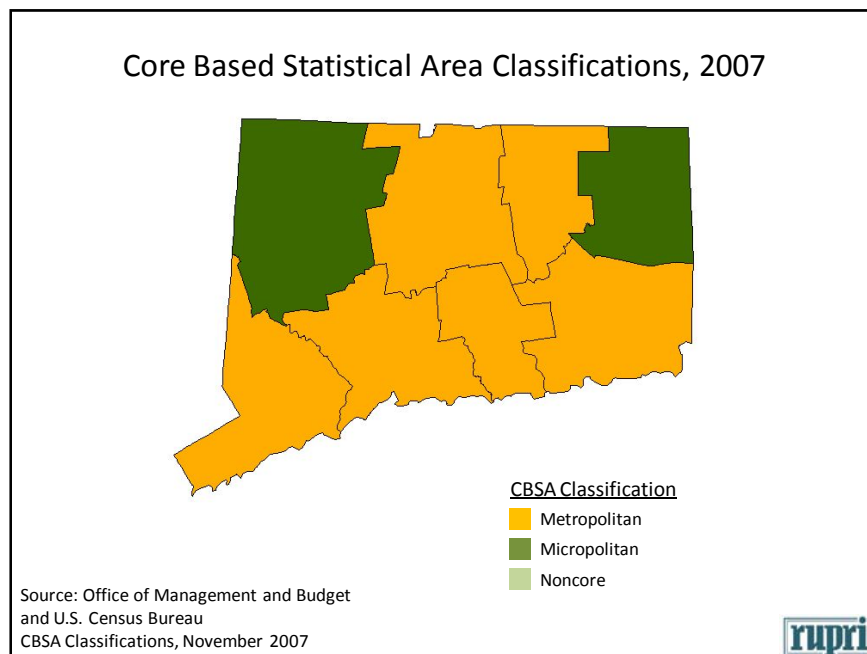 Core Based Statistical Area Classifications, 2007
CBSA Classification
Metropolitan
Micropolitan
Noncore
Source: Office of Management and Budget
and U.S. Census Bureau
CBSA Classifications, November 2007
rupri